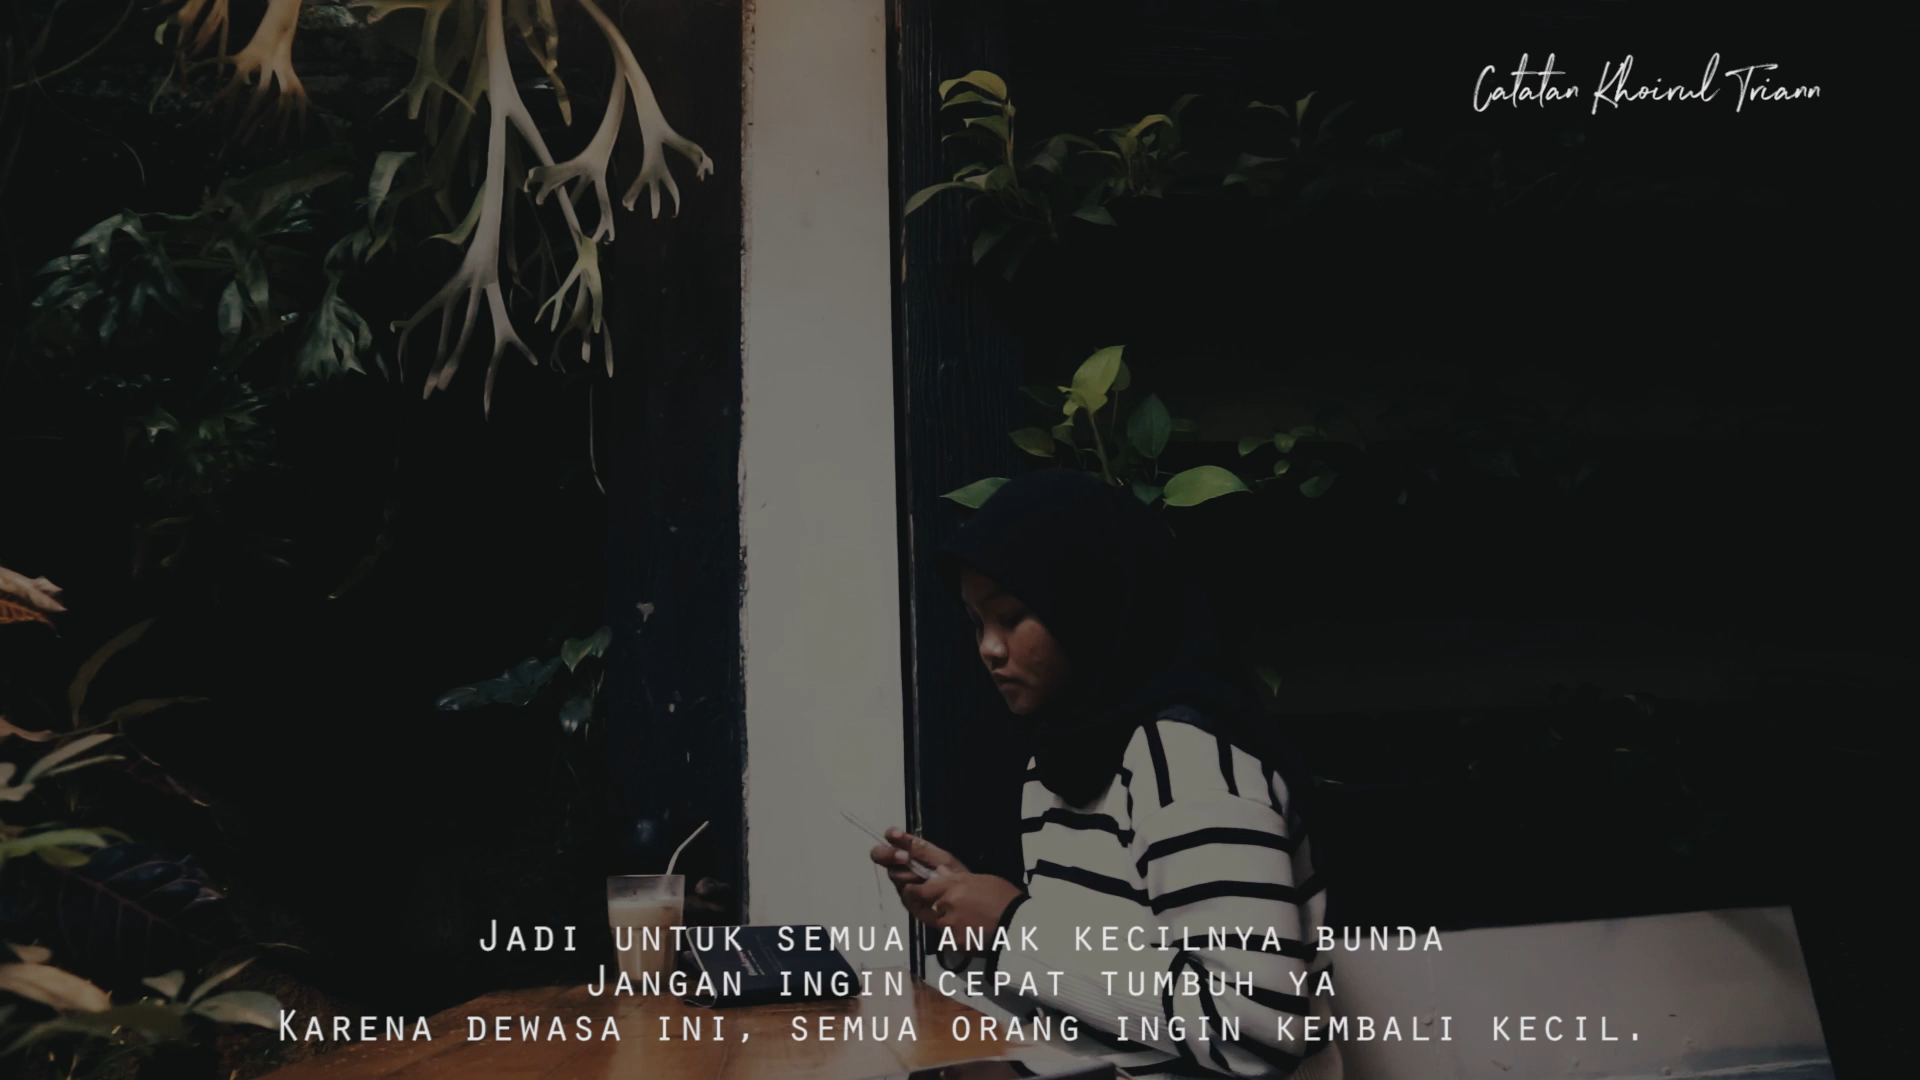 Catatan Khoirul Triann
Jadi untuk semua anak kecilnya bunda
Jangan ingin cepat tumbuh ya
Karena dewasa ini, semua orang ingin kembali kecil.